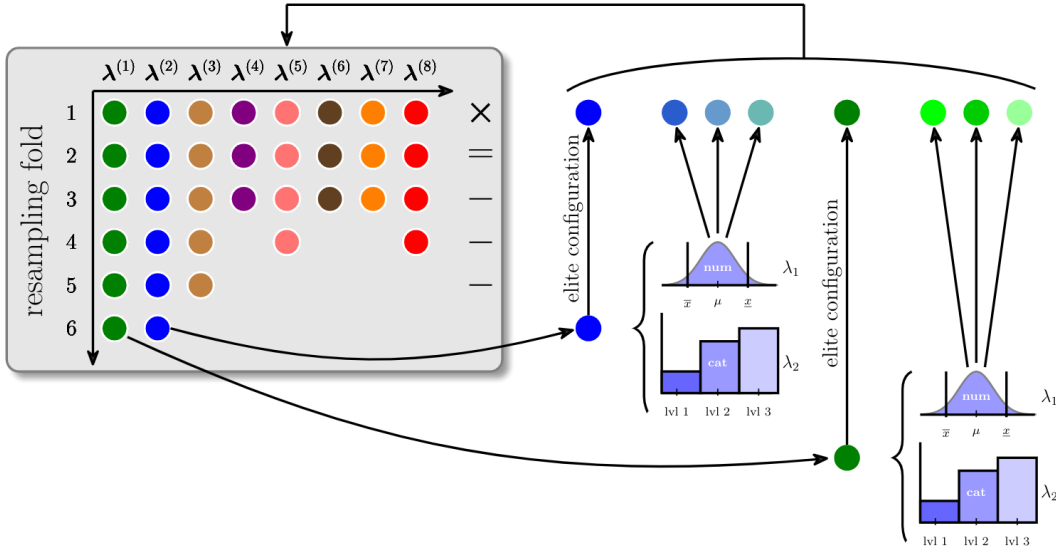 λ(1) λ(2) λ(3) λ(4) λ(5) λ(6) λ(7) λ(8)
resampling fold
1 ×
2 =
3 −
4 −
5 −
6
elite configuration
num λ1
x̅ μ x̲
cat λ2
lvl 1 lvl 2 lvl 3
elite configuration
num λ1
x̅ μ x̲
cat λ2
lvl 1 lvl 2 lvl 3